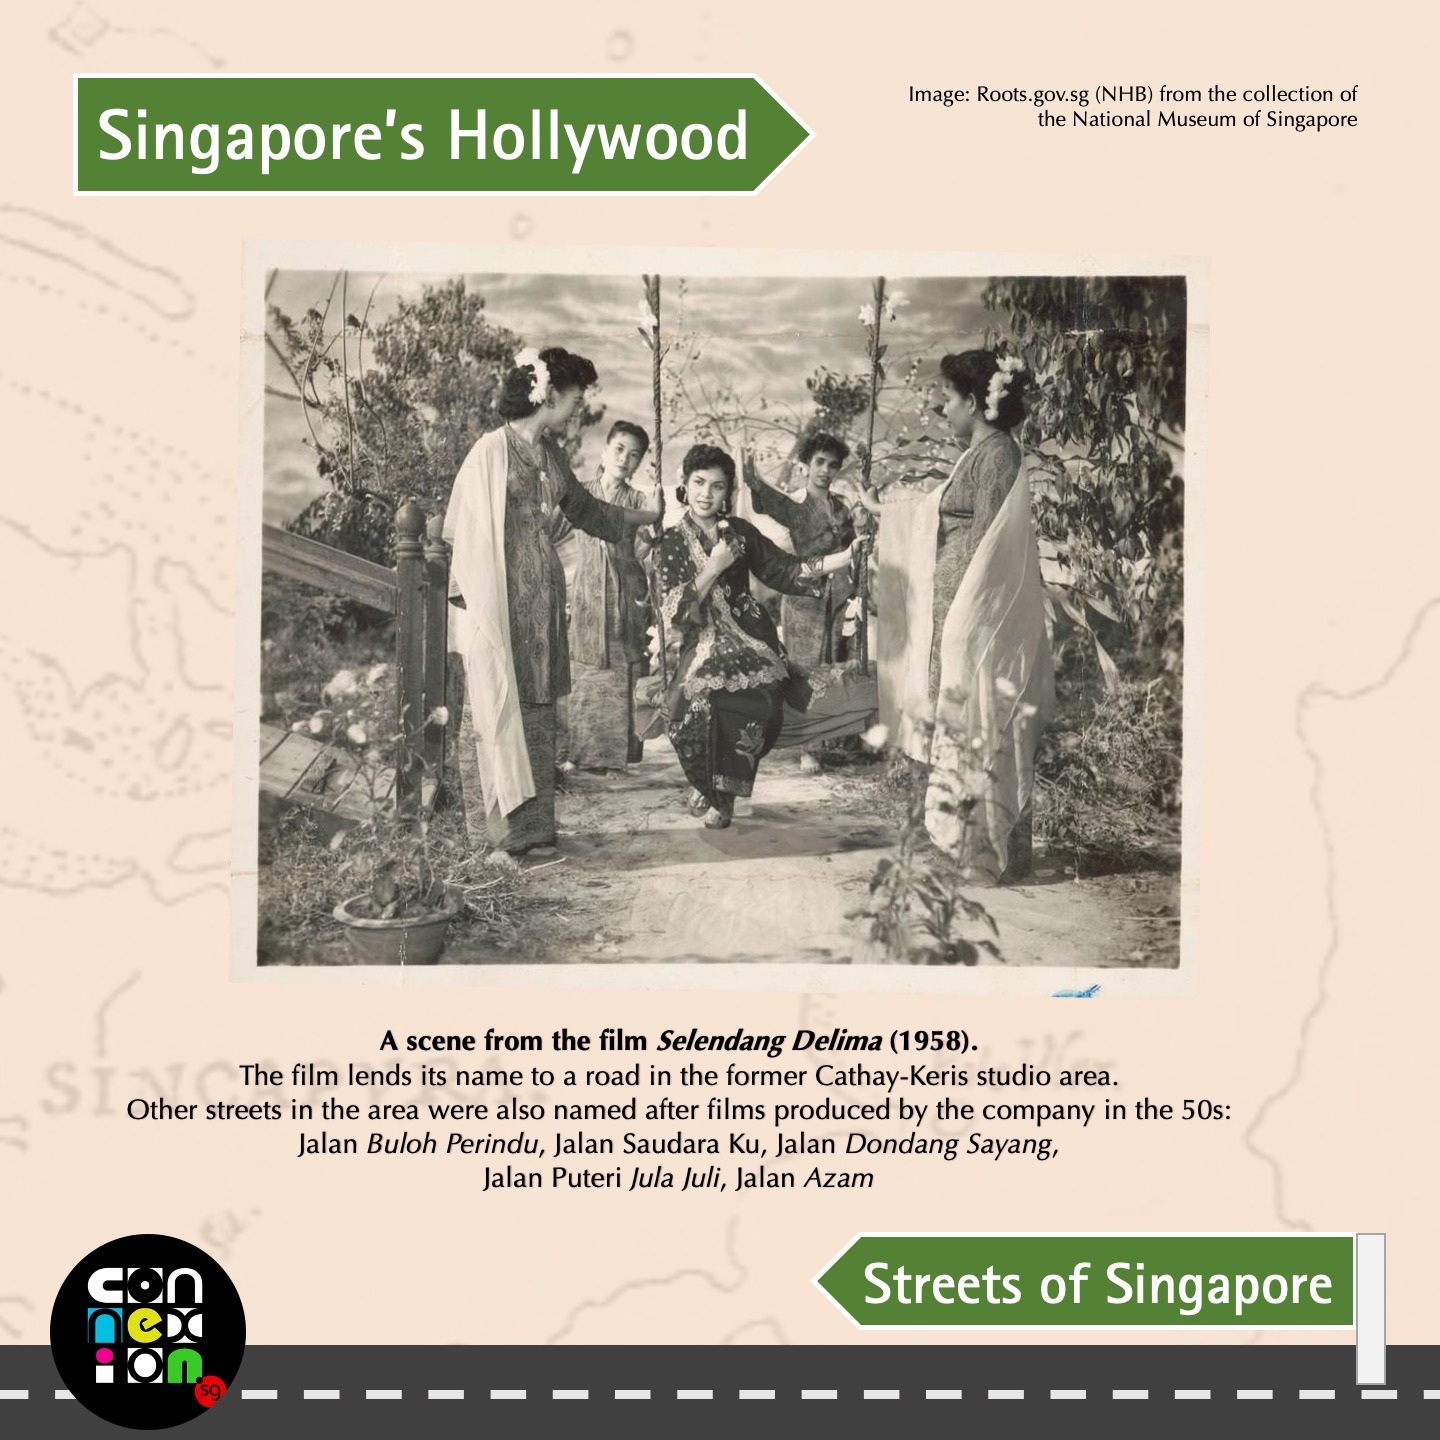 Singapore's Hollywood
Image: Roots.gov.sg (NHB) from the collection of
the National Museum of Singapore
A scene from the film Selendang Delima (1958).
The film lends its name to a road in the former Cathay-Keris studio area.
Other streets in the area were also named after films produced by the company in the 50s:
Jalan Buloh Perindu, Jalan Saudara Ku, Jalan Dondang Sayang,
Jalan Puteri Jula Juli, Jalan Azam
Streets of Singapore
con
nex
ion
.sg